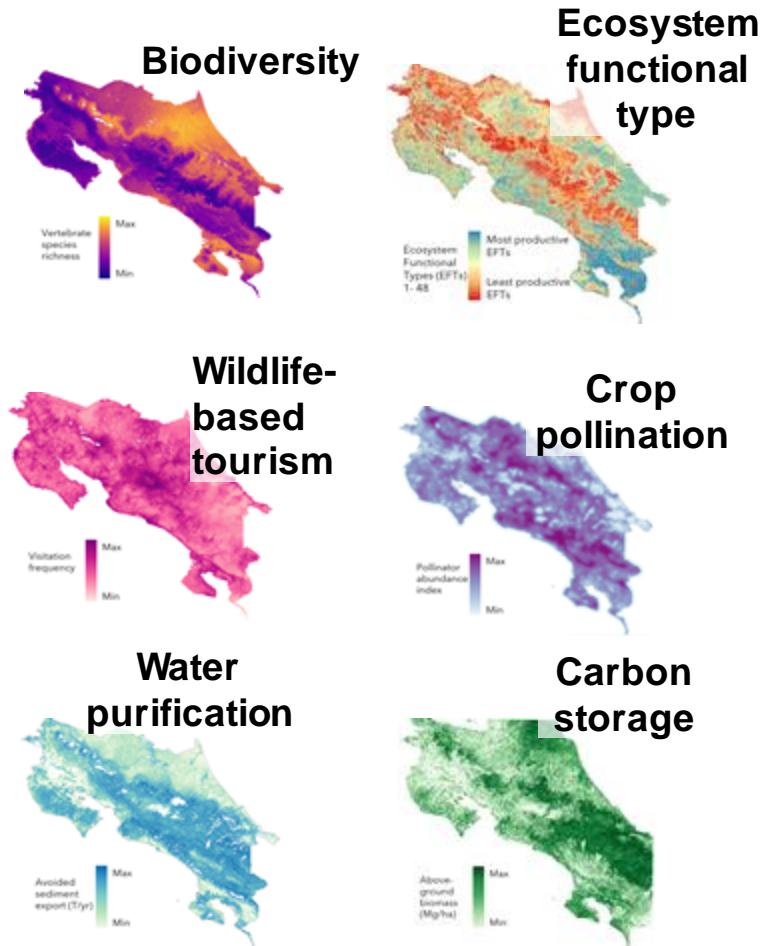 Biodiversity
Max
Vertebrate
species
richness
Min
Ecosystem
functional
type
Ecosystem
Functional
Types (EFTs)
1- 48
Most productive
EFTs
Least productive
EFTs
Wildlife-
based
tourism
Visitation
frequency
Max
Min
Crop
pollination
Pollinator
abundance
index
Max
Min
Water
purification
Avoided
sediment
export (T/yr)
Max
Min
Carbon
storage
Above-
ground
biomass
(Mg/ha)
Max
Min